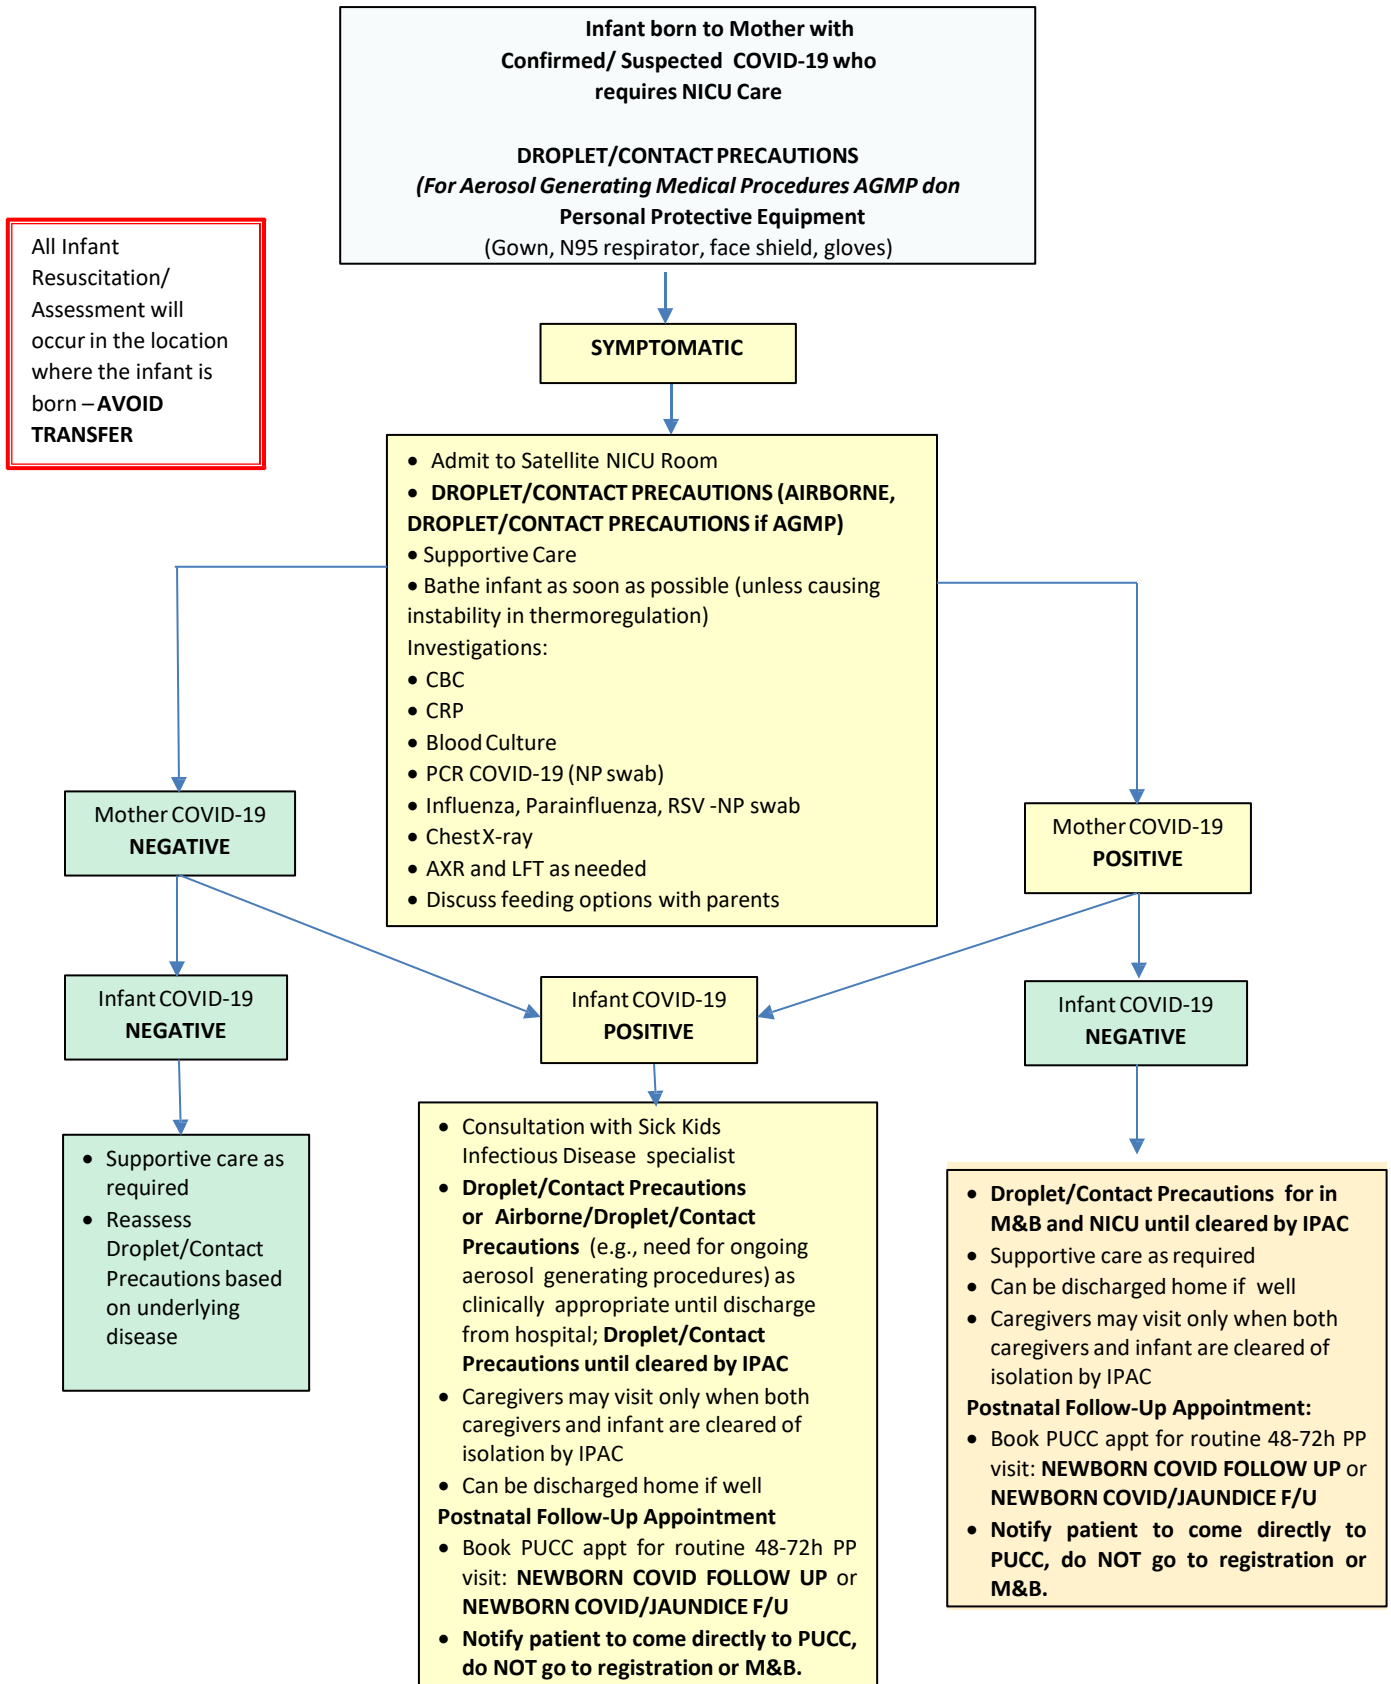 Infant born to Mother with
Confirmed/ Suspected COVID-19 who
requires NICU Care
DROPLET/CONTACT PRECAUTIONS
(For Aerosol Generating Medical Procedures AGMP don
Personal Protective Equipment
(Gown, N95 respirator, face shield, gloves)
All Infant
Resuscitation/
Assessment will
occur in the location
where the infant is
born – AVOID
TRANSFER
SYMPTOMATIC
• Admit to Satellite NICU Room
• DROPLET/CONTACT PRECAUTIONS (AIRBORNE,
DROPLET/CONTACT PRECAUTIONS if AGMP)
• Supportive Care
• Bathe infant as soon as possible (unless causing
instability in thermoregulation)
Investigations:
• CBC
• CRP
• Blood Culture
• PCR COVID-19 (NP swab)
• Influenza, Parainfluenza, RSV -NP swab
• Chest X-ray
• AXR and LFT as needed
• Discuss feeding options with parents
Mother COVID-19
NEGATIVE
Mother COVID-19
POSITIVE
Infant COVID-19
NEGATIVE
Infant COVID-19
POSITIVE
Infant COVID-19
NEGATIVE
• Supportive care as
required
• Reassess
Droplet/Contact
Precautions based
on underlying
disease
• Consultation with Sick Kids
Infectious Disease specialist
• Droplet/Contact Precautions
or Airborne/Droplet/Contact
Precautions (e.g., need for ongoing
aerosol generating procedures) as
clinically appropriate until discharge
from hospital; Droplet/Contact
Precautions until cleared by IPAC
• Caregivers may visit only when both
caregivers and infant are cleared of
isolation by IPAC
• Can be discharged home if well
Postnatal Follow-Up Appointment
• Book PUCC appt for routine 48-72h PP
visit: NEWBORN COVID FOLLOW UP or
NEWBORN COVID/JAUNDICE F/U
• Notify patient to come directly to PUCC,
do NOT go to registration or M&B.
• Droplet/Contact Precautions for in
M&B and NICU until cleared by IPAC
• Supportive care as required
• Can be discharged home if well
• Caregivers may visit only when both
caregivers and infant are cleared of
isolation by IPAC
Postnatal Follow-Up Appointment:
• Book PUCC appt for routine 48-72h PP
visit: NEWBORN COVID FOLLOW UP or
NEWBORN COVID/JAUNDICE F/U
• Notify patient to come directly to
PUCC, do NOT go to registration or
M&B.